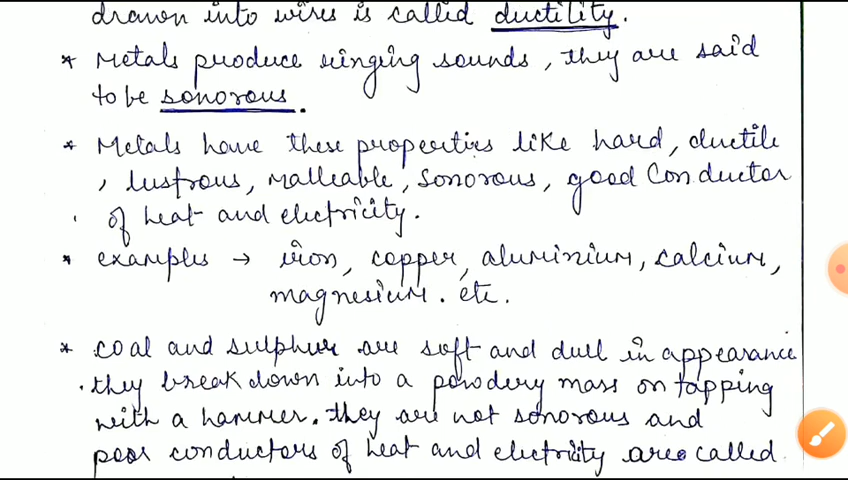 drawn into wires is called ductility.
* Metals produce ringing sounds, they are said
to be sonorous.
* Metals have these properties like hard, ductile
, lustrous, malleable, sonorous, good conductor
of heat and electricity.
* examples → iron, copper, aluminium, calcium,
magnesium. etc.
* coal and sulphur are soft and dull in appearance
. they break down into a powdery mass on tapping
with a hammer. they are not sonorous and
poor conductors of heat and electricity are called